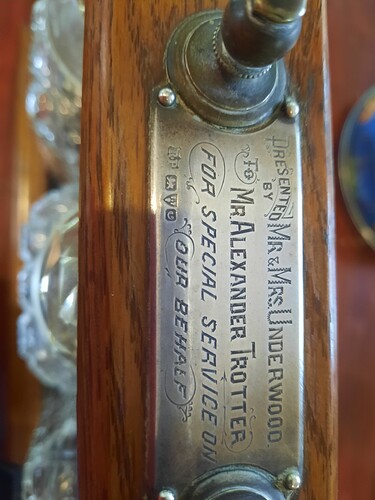 PRESENTED
BY MR. & MRS. UNDERWOOD,
TO MR. ALEXANDER TROTTER
FOR SPECIAL SERVICE ON
OUR BEHALF